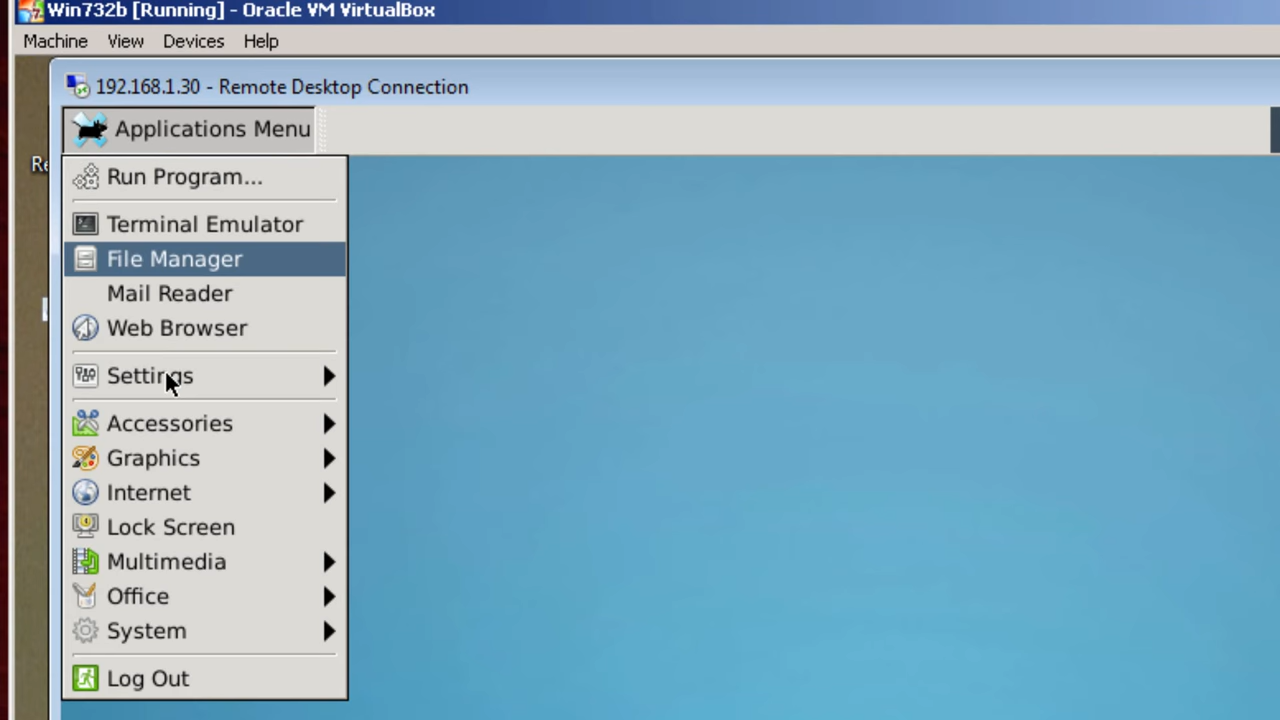 Win732b [Running] - Oracle VM VirtualBox
Machine View Devices Help
192.168.1.30 - Remote Desktop Connection
Applications Menu
Re
Run Program...
Terminal Emulator
File Manager
Mail Reader
Web Browser
Settings
Accessories
Graphics
Internet
Lock Screen
Multimedia
Office
System
Log Out